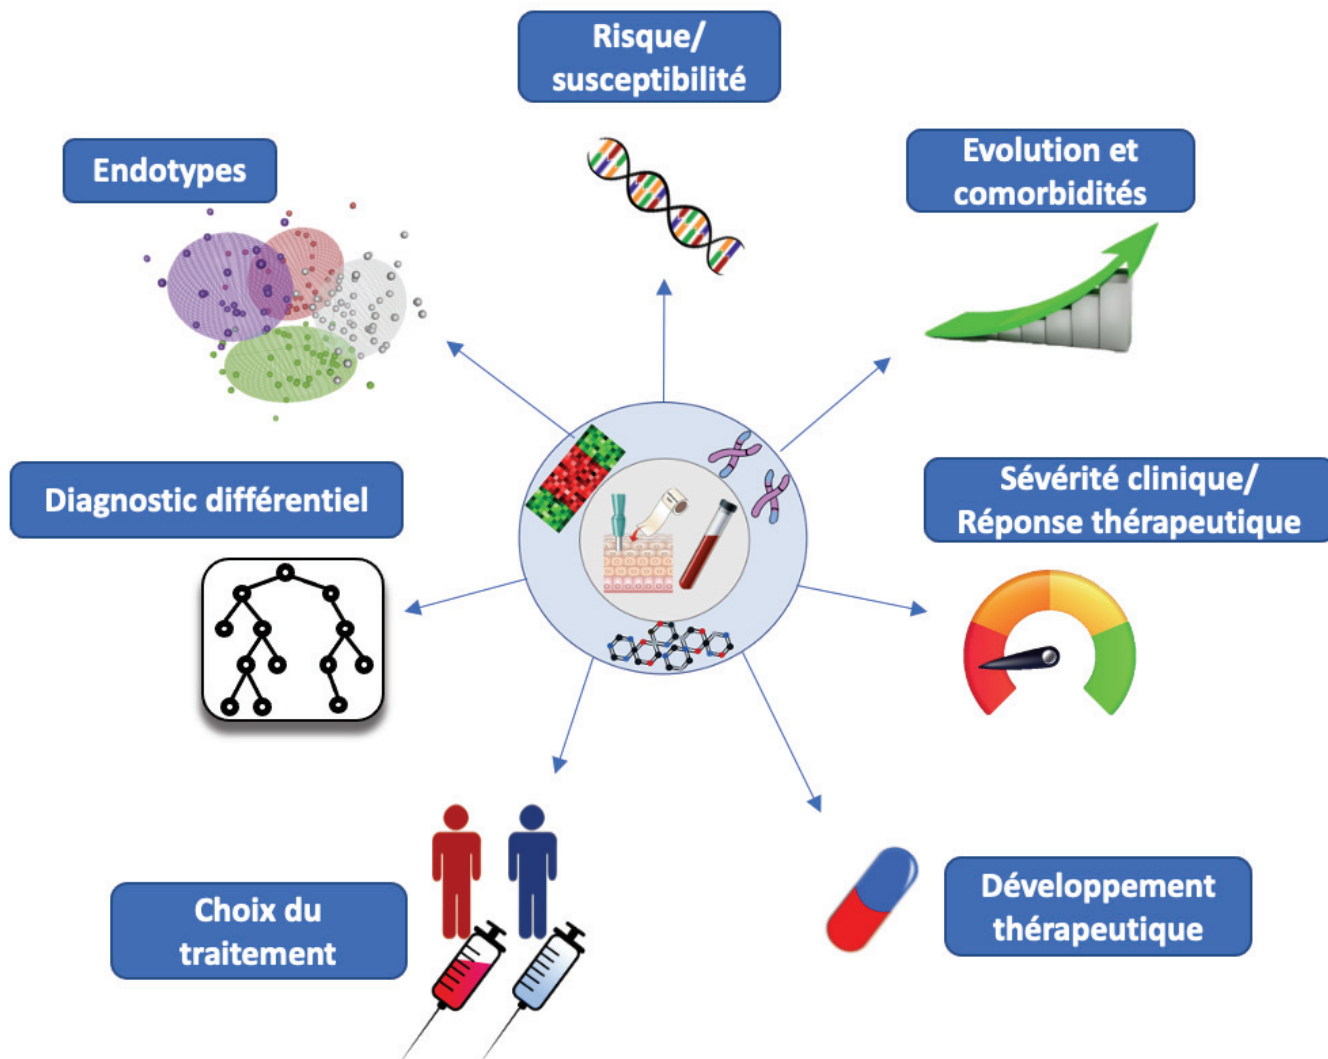 Risque/
susceptibilité
Evolution et
comorbidités
Endotypes
Diagnostic différentiel
Sévérité clinique/
Réponse thérapeutique
Choix du
traitement
Développement
thérapeutique